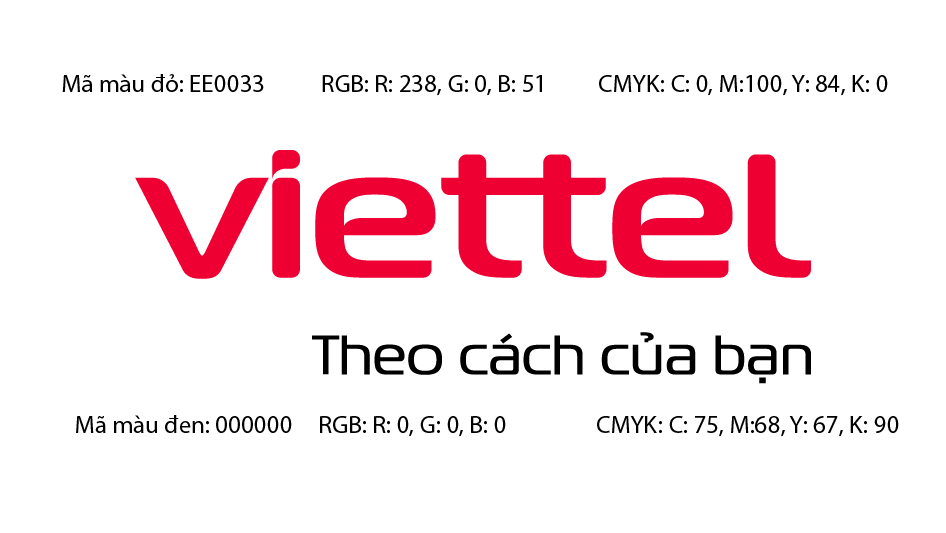 Mã màu đỏ: EE0033 RGB: R: 238, G: 0, B: 51 CMYK: C: 0, M:100, Y: 84, K: 0
viettel
Theo cách của bạn
Mã màu đen: 000000 RGB: R: 0, G: 0, B: 0 CMYK: C: 75, M:68, Y: 67, K: 90